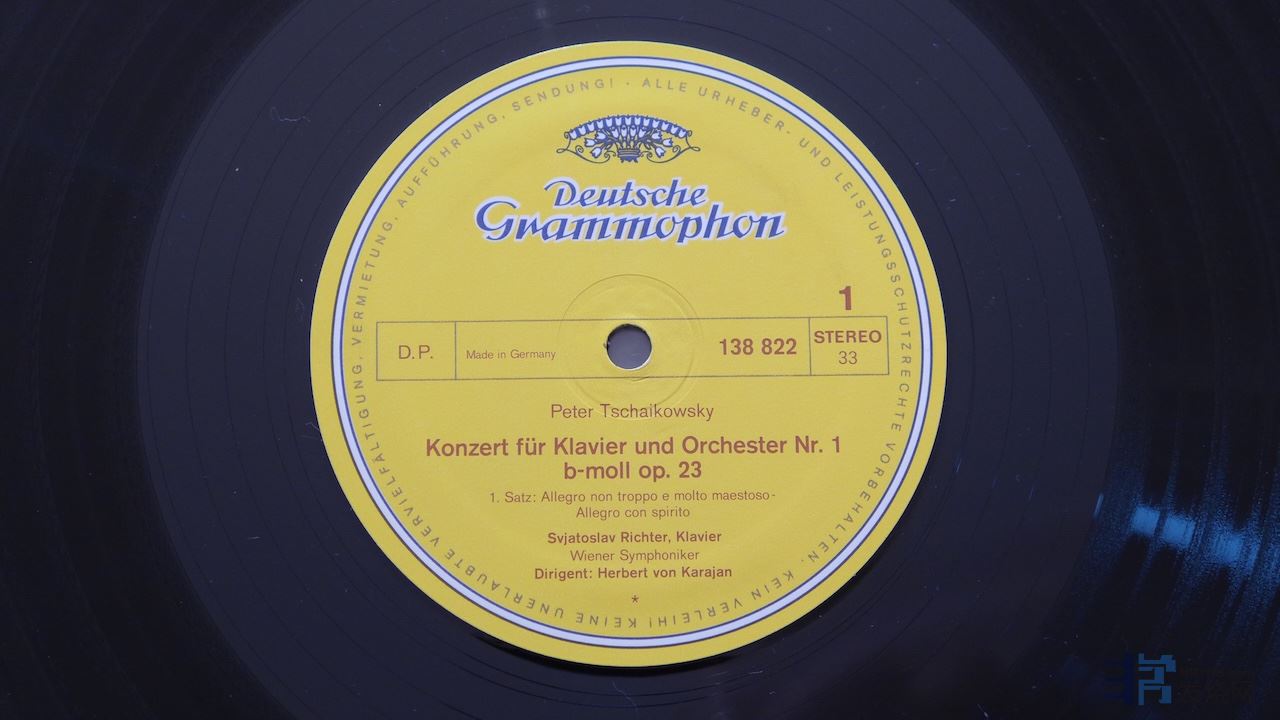 KEINE UNERLAUBTE VERVIELFÄLTIGUNG, VERMIETUNG, AUFFÜHRUNG, SENDUNG! · ALLE URHEBER- UND LEISTUNGSSCHUTZRECHTE VORBEHALTEN. KEIN VERLEIH!
Deutsche
Grammophon
1
D.P.
Made in Germany
138 822
STEREO
33
Peter Tschaikowsky
Konzert für Klavier und Orchester Nr. 1
b-moll op. 23
1. Satz: Allegro non troppo e molto maestoso-
Allegro con spirito
Svjatoslav Richter, Klavier
Wiener Symphoniker
Dirigent: Herbert von Karajan
*